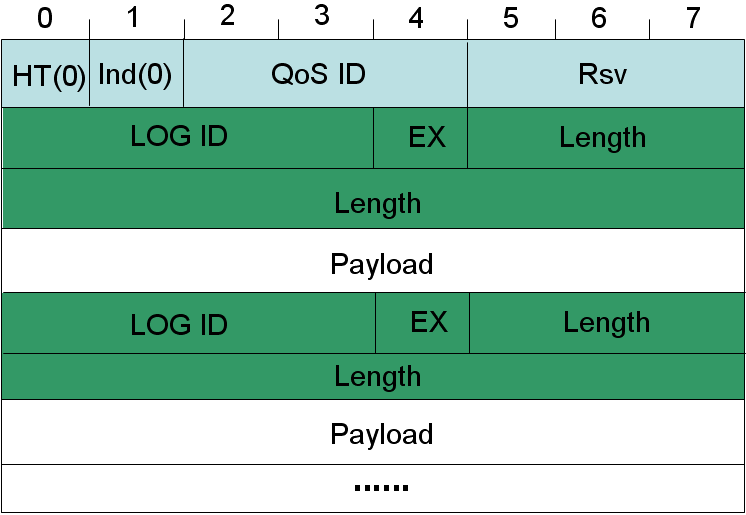 0 1 2 3 4 5 6 7
HT(0) Ind(0) QoS ID Rsv
LOG ID EX Length
Length
Payload
LOG ID EX Length
Length
Payload
......